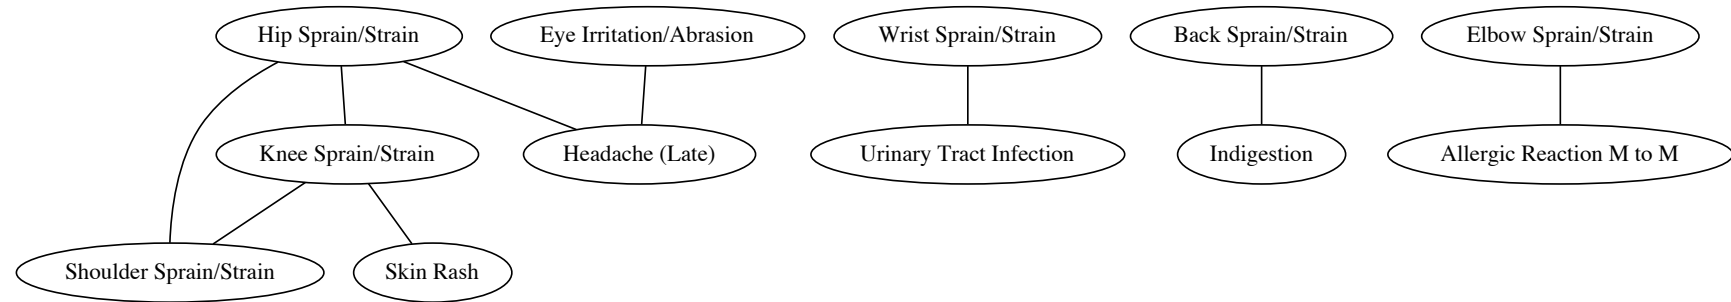 Hip Sprain/Strain
Eye Irritation/Abrasion
Wrist Sprain/Strain
Back Sprain/Strain
Elbow Sprain/Strain
Knee Sprain/Strain
Headache (Late)
Urinary Tract Infection
Indigestion
Allergic Reaction M to M
Shoulder Sprain/Strain
Skin Rash